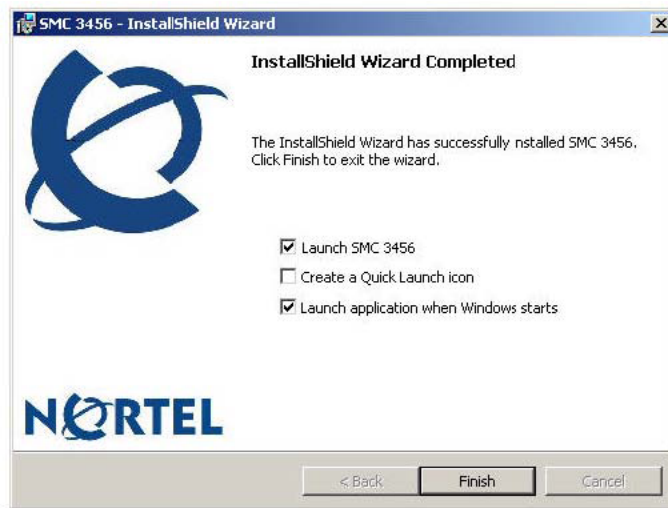 SMC 3456 - InstallShield Wizard
InstallShield Wizard Completed
The InstallShield Wizard has successfully nstalled SMC 3456.
Click Finish to exit the wizard.
Launch SMC 3456
Create a Quick Launch icon
Launch application when Windows starts
NORTEL
< Back
Finish
Cancel